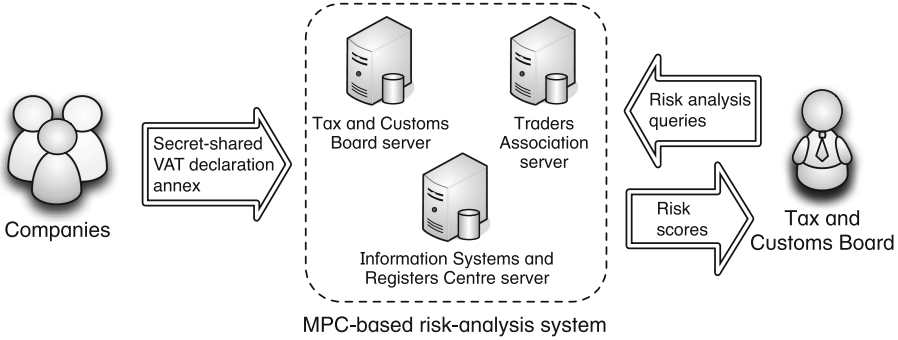 Companies
Secret-shared
VAT declaration
annex
Tax and Customs
Board server
Traders
Association
server
Information Systems and
Registers Centre server
MPC-based risk-analysis system
Risk analysis
queries
Risk
scores
Tax and
Customs Board